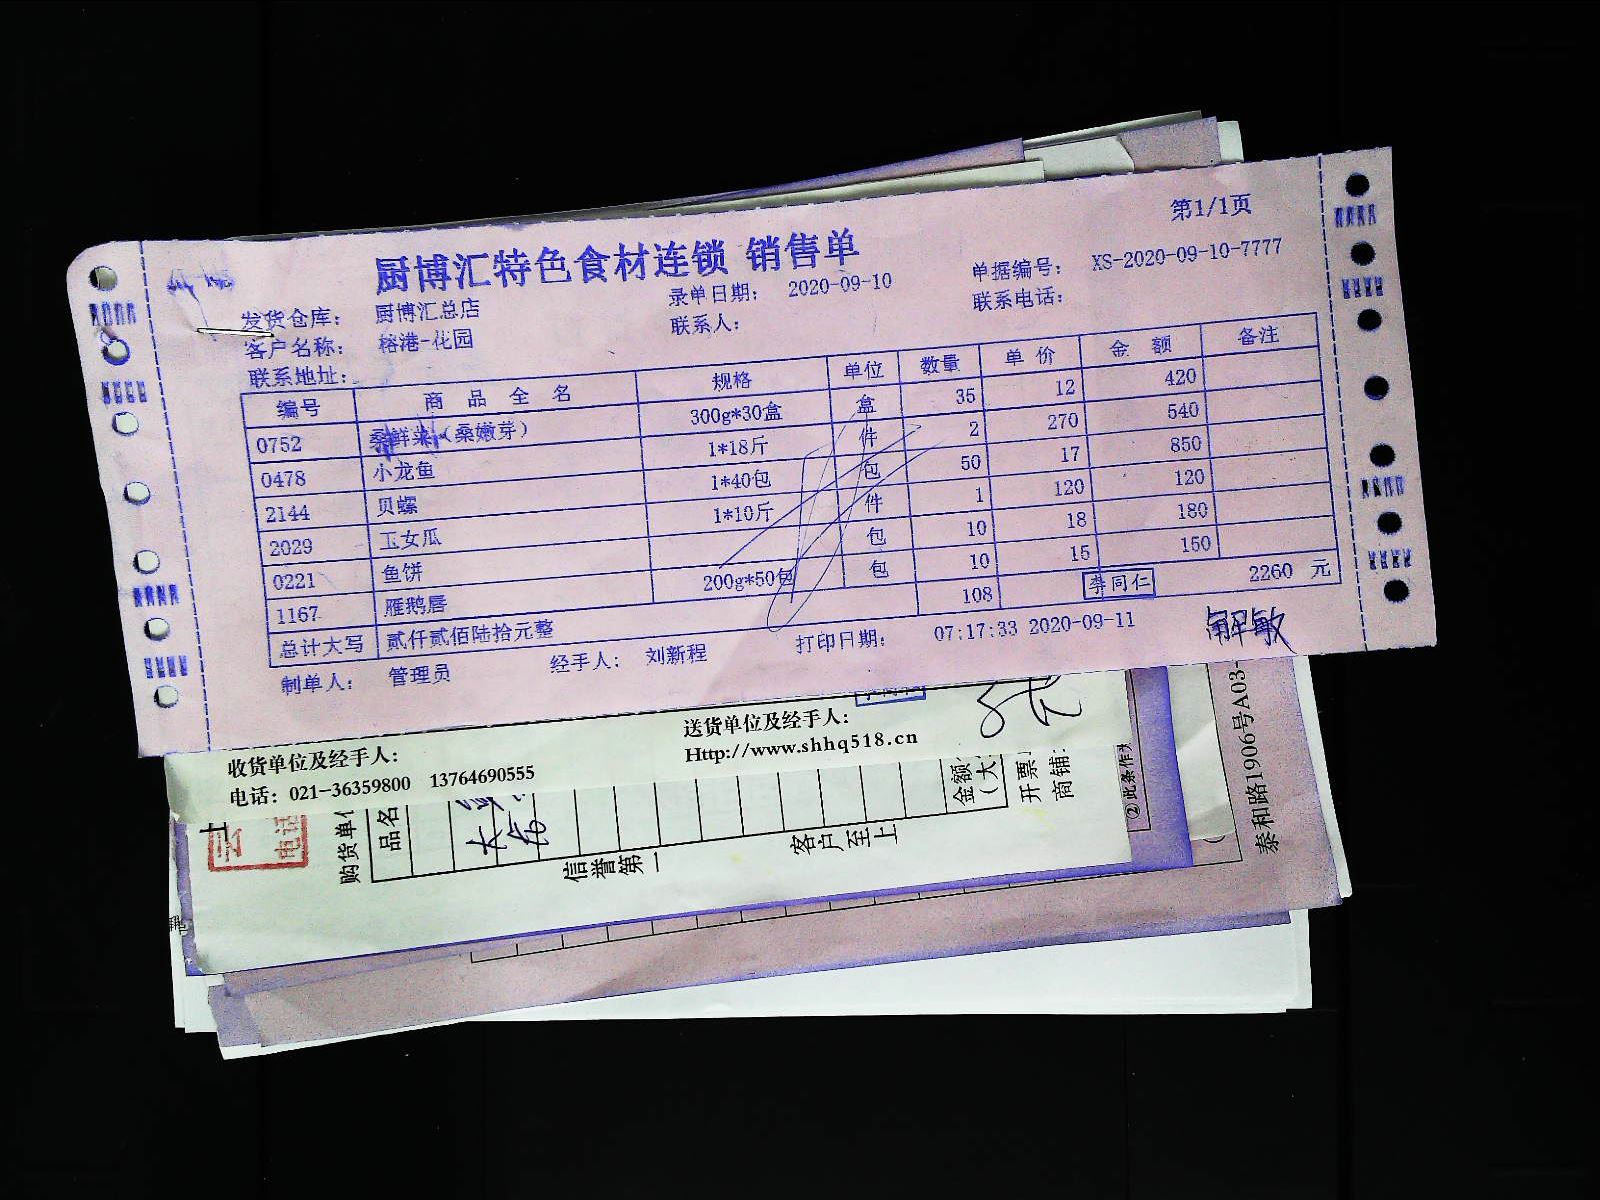 第1/1页
厨博汇特色食材连锁 销售单
发货仓库： 厨博汇总店 录单日期： 2020-09-10 单据编号： XS-2020-09-10-7777
客户名称： 榕港-花园 联系人： 联系电话：
联系地址：
编号 商 品 全 名 规格 单位 数量 单 价 金 额 备注
0752 桑鲜来（桑嫩芽） 300g*30盒 盒 35 12 420
0478 小龙鱼 1*18斤 件 2 270 540
2144 贝螺 1*40包 包 50 17 850
2029 玉女瓜 1*10斤 件 1 120 120
0221 鱼饼 包 10 18 180
1167 雁鹅唇 200g*50包 包 10 15 150
总计大写 贰仟贰佰陆拾元整 108 李同仁 2260 元
制单人： 管理员 经手人： 刘新程 打印日期： 07:17:33 2020-09-11 解敏
收货单位及经手人： 送货单位及经手人：
电话：021-36359800 13764690555 Http://www.shhq518.cn
电话
购货单
品名
信誉第一
客户至上
金额
(大
开票
商铺:
②此条作
泰和路1906号A03-